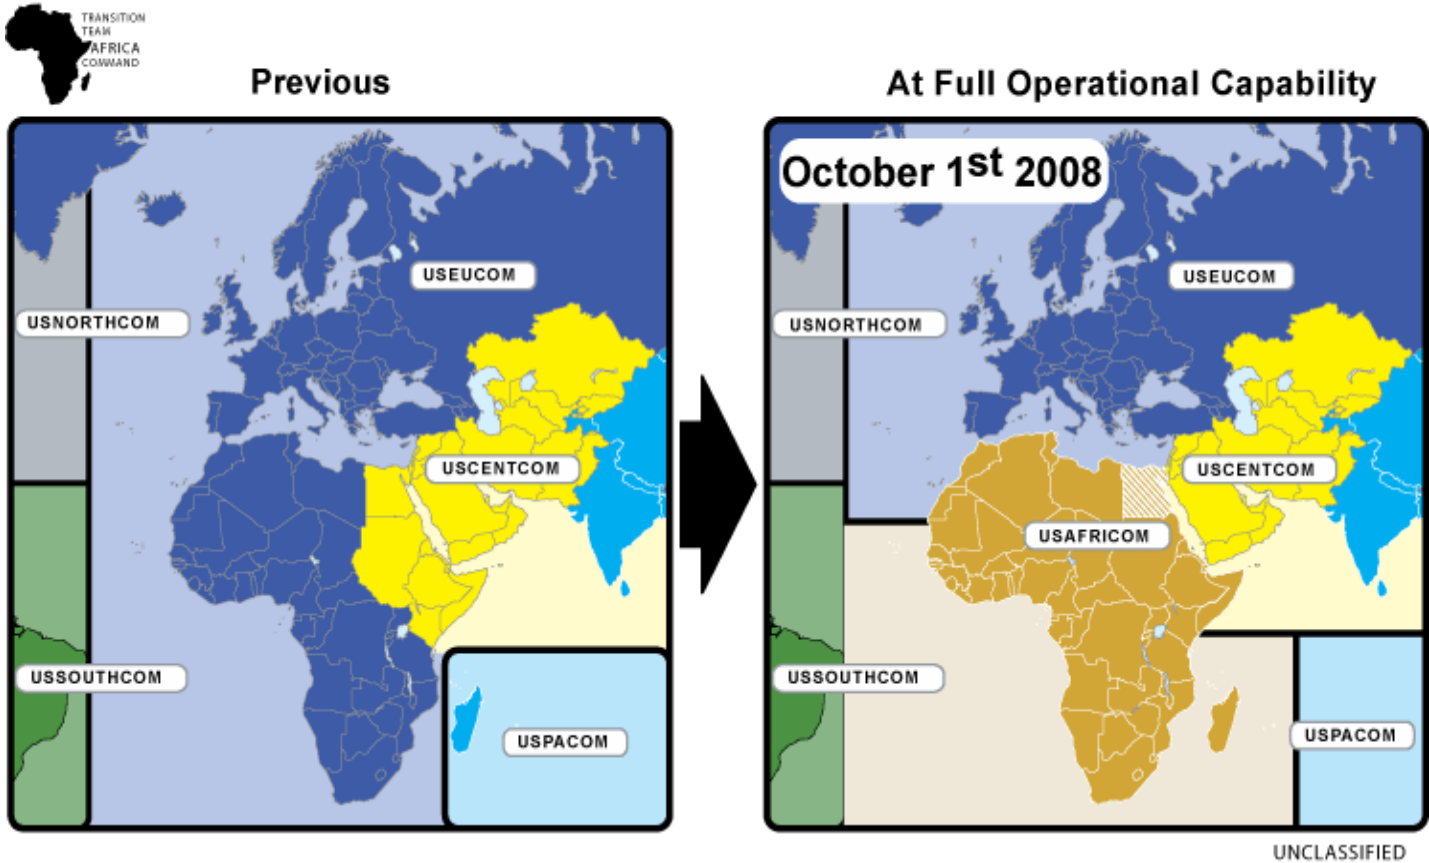 TRANSITION
TEAM
AFRICA
COMMAND
Previous
At Full Operational Capability
USEUCOM
USNORTHCOM
USCENTCOM
USSOUTHCOM
USPACOM
October 1st 2008
USEUCOM
USNORTHCOM
USCENTCOM
USAFRICOM
USSOUTHCOM
USPACOM
UNCLASSIFIED